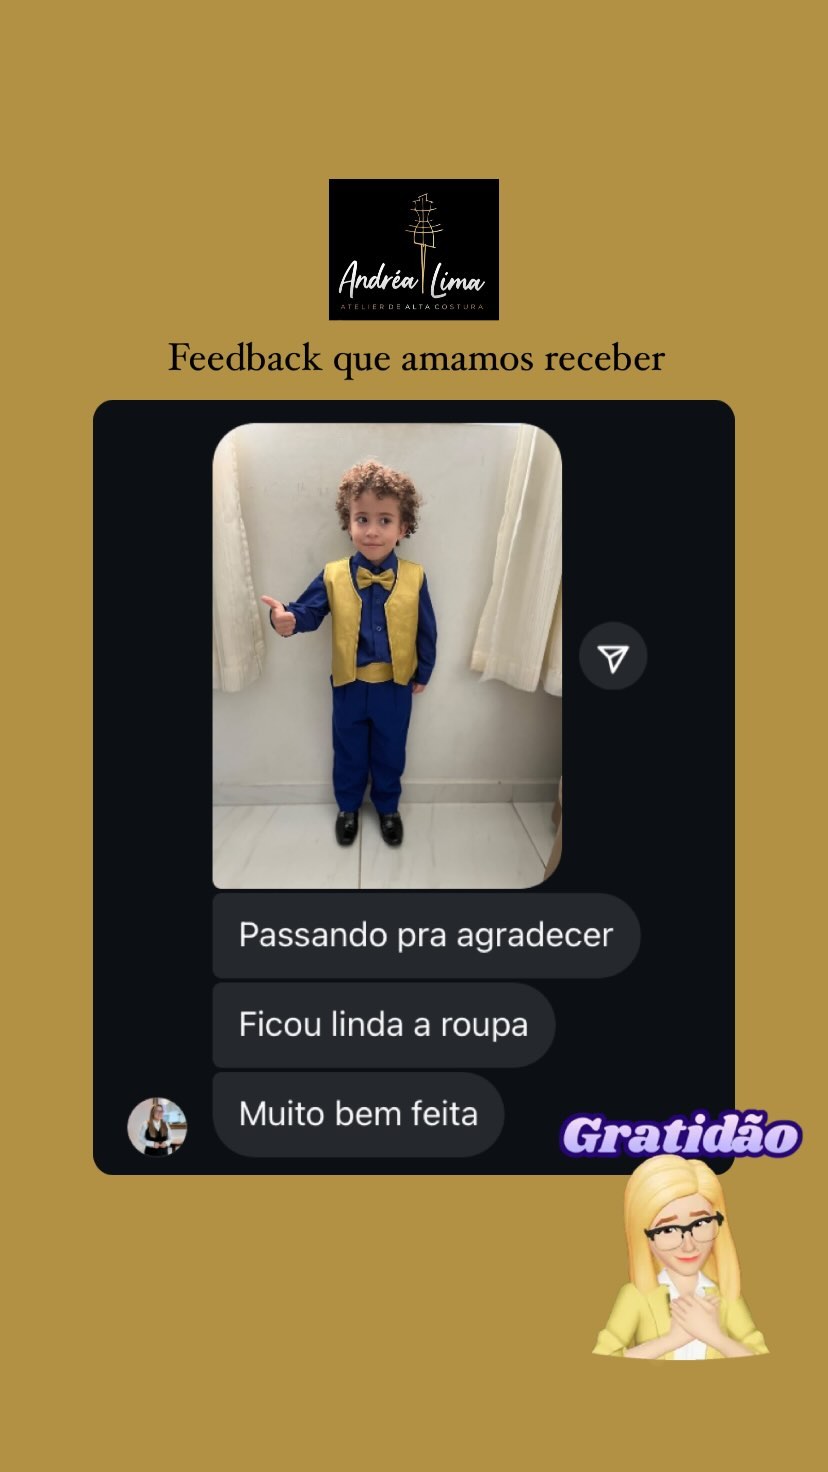 Andréa Lima
ATELIER DE ALTA COSTURA
Feedback que amamos receber
Passando pra agradecer
Ficou linda a roupa
Muito bem feita
Gratidão